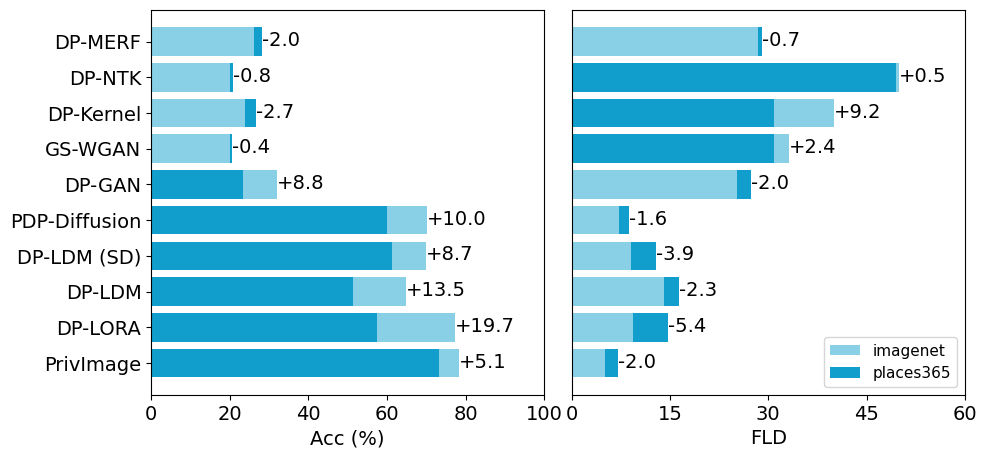 DP-MERF
DP-NTK
DP-Kernel
GS-WGAN
DP-GAN
PDP-Diffusion
DP-LDM (SD)
DP-LDM
DP-LORA
PrivImage
-2.0
-0.8
-2.7
-0.4
+8.8
+10.0
+8.7
+13.5
+19.7
+5.1
0 20 40 60 80 100
Acc (%)
-0.7
+0.5
+9.2
+2.4
-2.0
-1.6
-3.9
-2.3
-5.4
-2.0
imagenet
places365
0 15 30 45 60
FLD